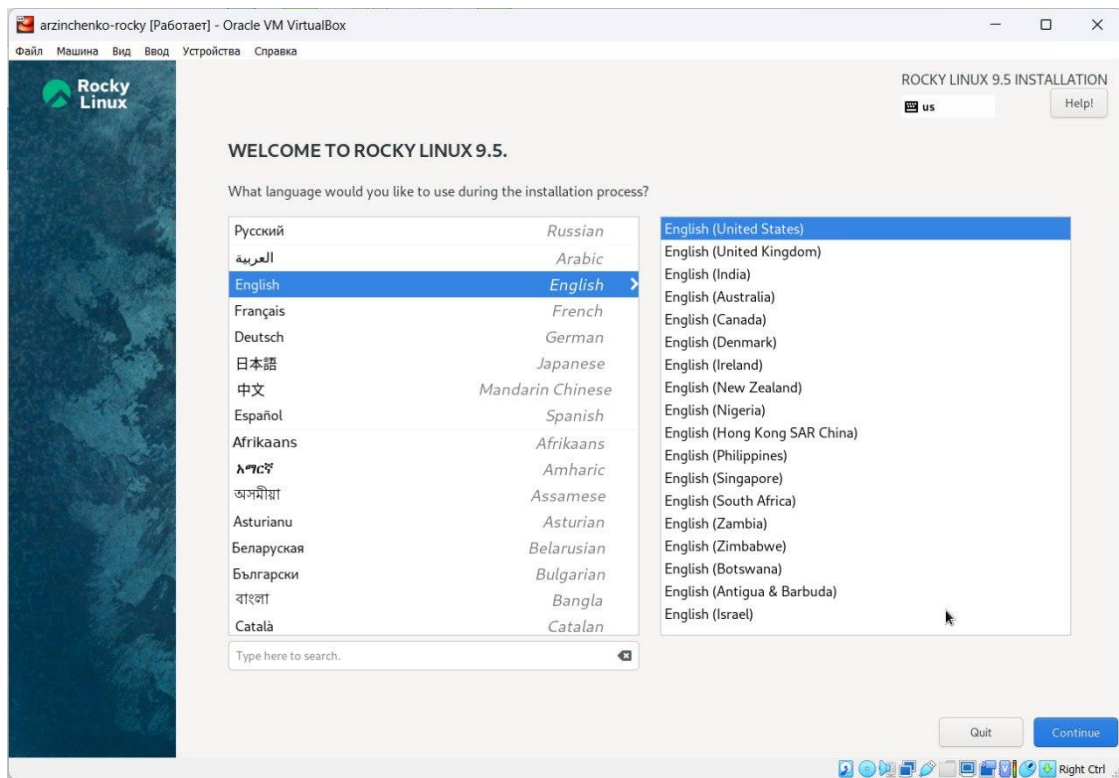 arzinchenko-rocky [Работает] - Oracle VM VirtualBox
Файл Машина Вид Ввод Устройства Справка
Rocky
Linux
ROCKY LINUX 9.5 INSTALLATION
us
Help!
WELCOME TO ROCKY LINUX 9.5.
What language would you like to use during the installation process?
Русский Russian
العربية Arabic
English English
Français French
Deutsch German
日本語 Japanese
中文 Mandarin Chinese
Español Spanish
Afrikaans Afrikaans
አማርኛ Amharic
অসমীয়া Assamese
Asturianu Asturian
Беларуская Belarusian
Български Bulgarian
বাংলা Bangla
Català Catalan
English (United States)
English (United Kingdom)
English (India)
English (Australia)
English (Canada)
English (Denmark)
English (Ireland)
English (New Zealand)
English (Nigeria)
English (Hong Kong SAR China)
English (Philippines)
English (Singapore)
English (South Africa)
English (Zambia)
English (Zimbabwe)
English (Botswana)
English (Antigua & Barbuda)
English (Israel)
Type here to search.
Quit
Continue
Right Ctrl